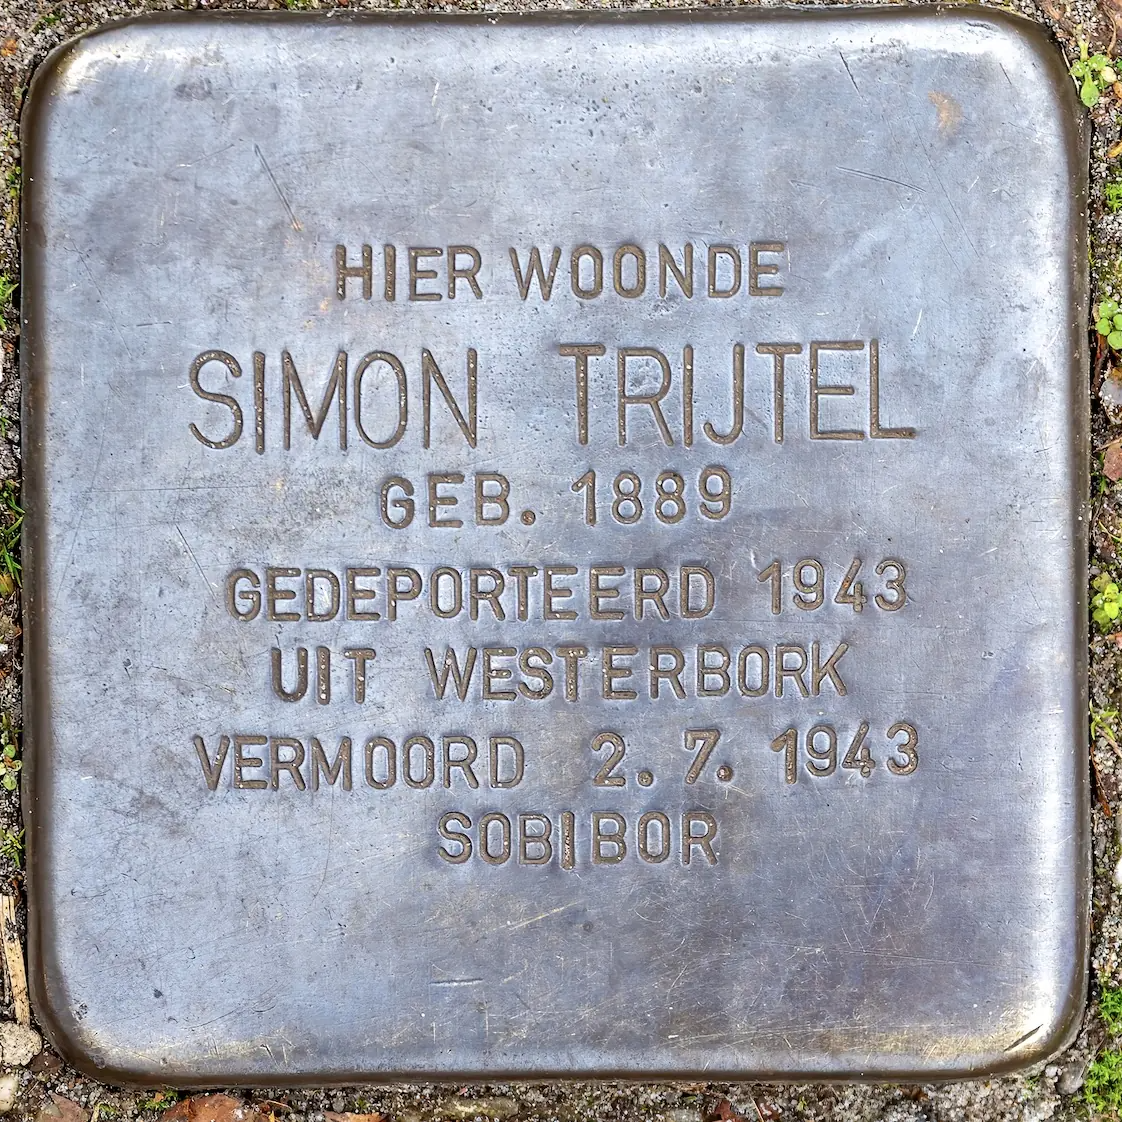 HIER WOONDE
SIMON TRIJTEL
GEB. 1889
GEDEPORTEERD 1943
UIT WESTERBORK
VERMOORD 2.7.1943
SOBIBOR